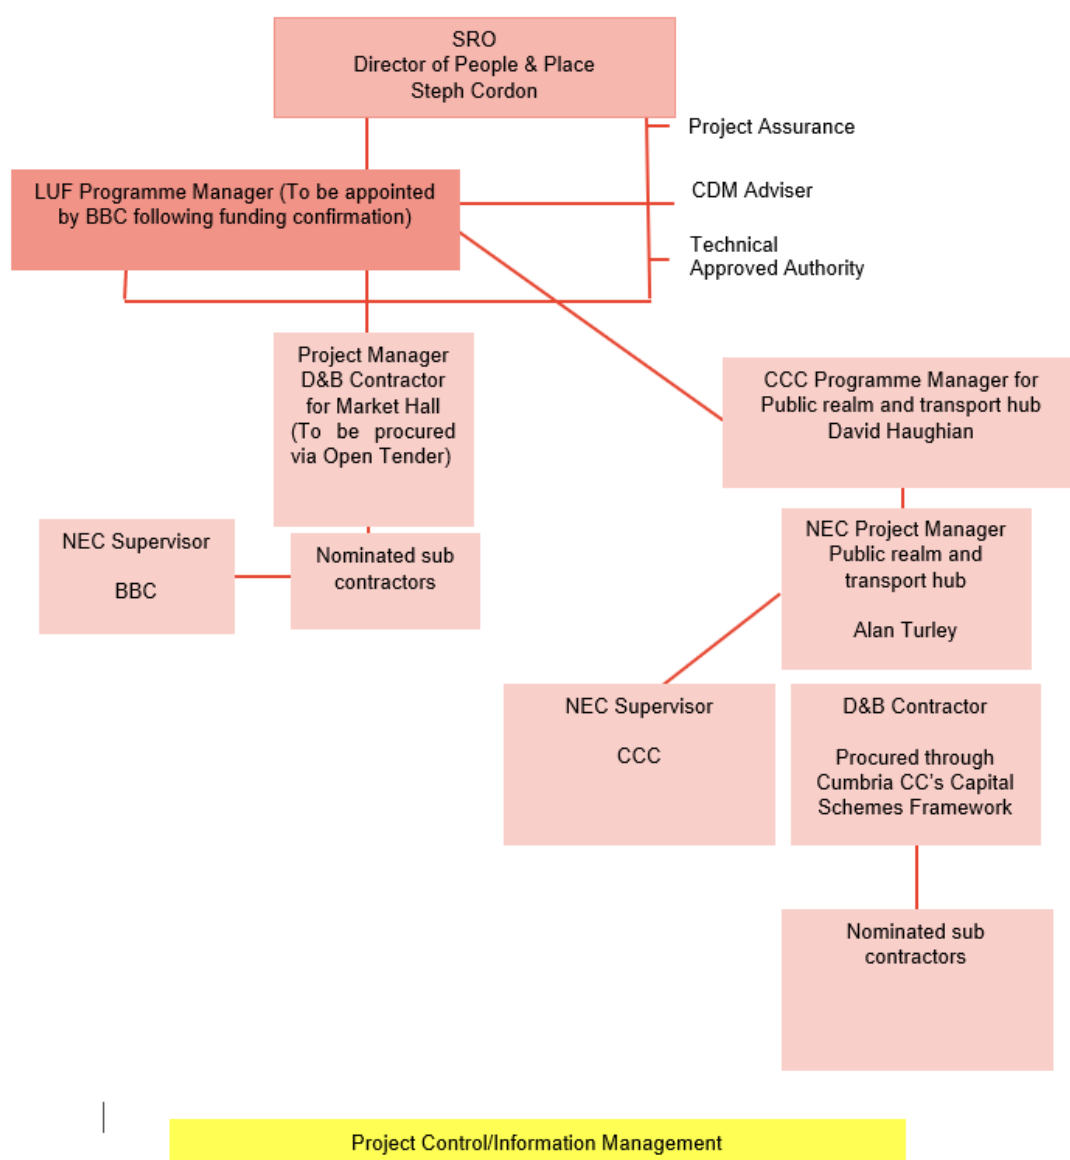 SRO
Director of People & Place
Steph Cordon
Project Assurance
LUF Programme Manager (To be appointed
by BBC following funding confirmation)
CDM Adviser
Technical
Approved Authority
Project Manager
D&B Contractor
for Market Hall
(To be procured
via Open Tender)
CCC Programme Manager for
Public realm and transport hub
David Haughian
NEC Supervisor
BBC
Nominated sub
contractors
NEC Project Manager
Public realm and
transport hub
Alan Turley
NEC Supervisor
CCC
D&B Contractor
Procured through
Cumbria CC's Capital
Schemes Framework
Nominated sub
contractors
Project Control/Information Management